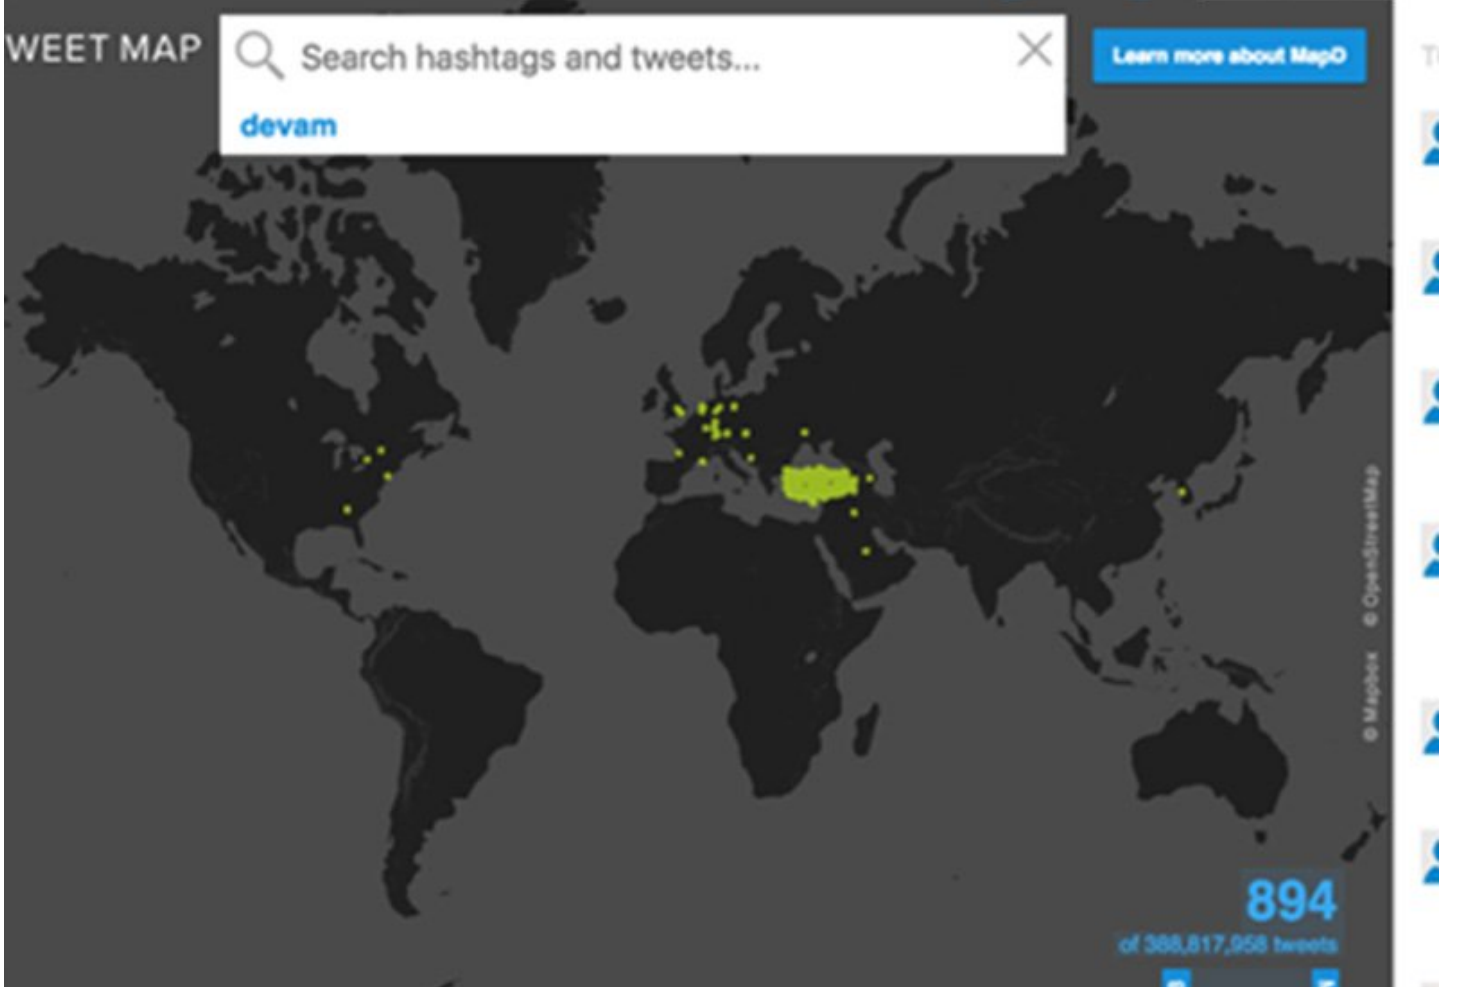 WEET MAP
Search hashtags and tweets...
Learn more about MapD
devam
© OpenStreetMap
© Mapbox
894
of 388,817,958 tweets